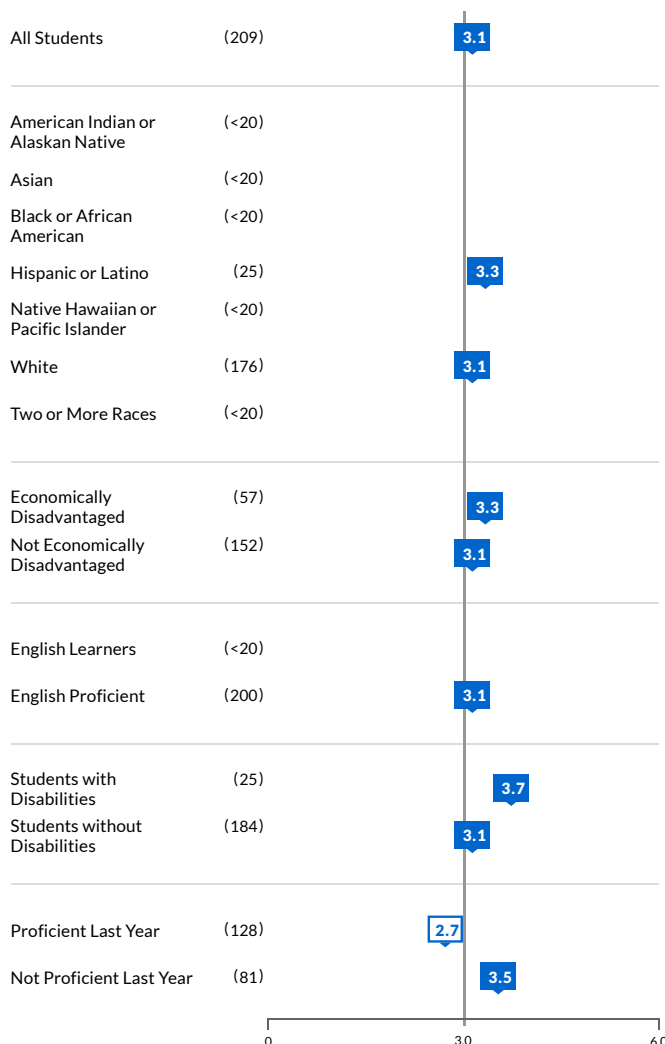 All Students (209) 3.1
American Indian or (<20)
Alaskan Native
Asian (<20)
Black or African (<20)
American
Hispanic or Latino (25) 3.3
Native Hawaiian or (<20)
Pacific Islander
White (176) 3.1
Two or More Races (<20)
Economically (57) 3.3
Disadvantaged
Not Economically (152) 3.1
Disadvantaged
English Learners (<20)
English Proficient (200) 3.1
Students with (25) 3.7
Disabilities
Students without (184) 3.1
Disabilities
Proficient Last Year (128) 2.7
Not Proficient Last Year (81) 3.5
0 3.0 6.0